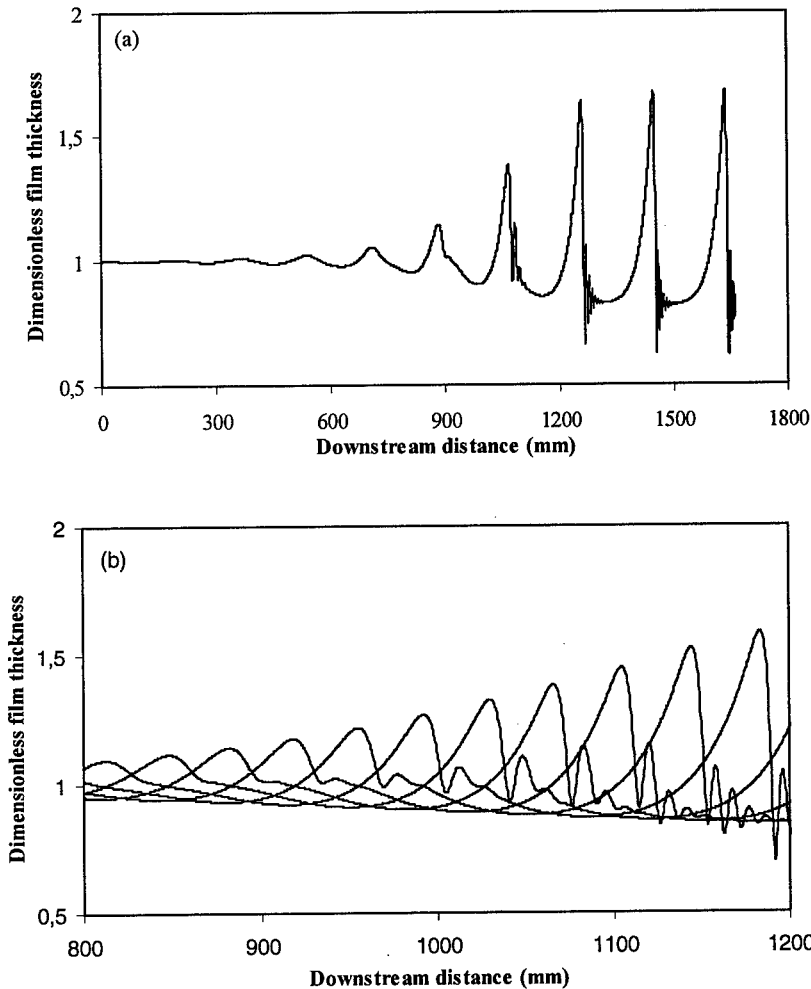 (a)
2
1,5
1
0,5
Dimensionless film thickness
0 300 600 900 1200 1500 1800
Downstream distance (mm)
(b)
2
1,5
1
0,5
Dimensionless film thickness
800 900 1000 1100 1200
Downstream distance (mm)